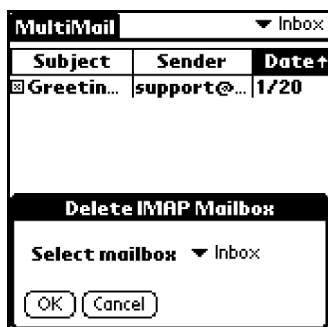 MultiMail Inbox
Subject Sender Date
Greetin... support@... 1/20
Delete IMAP Mailbox
Select mailbox Inbox
OK Cancel